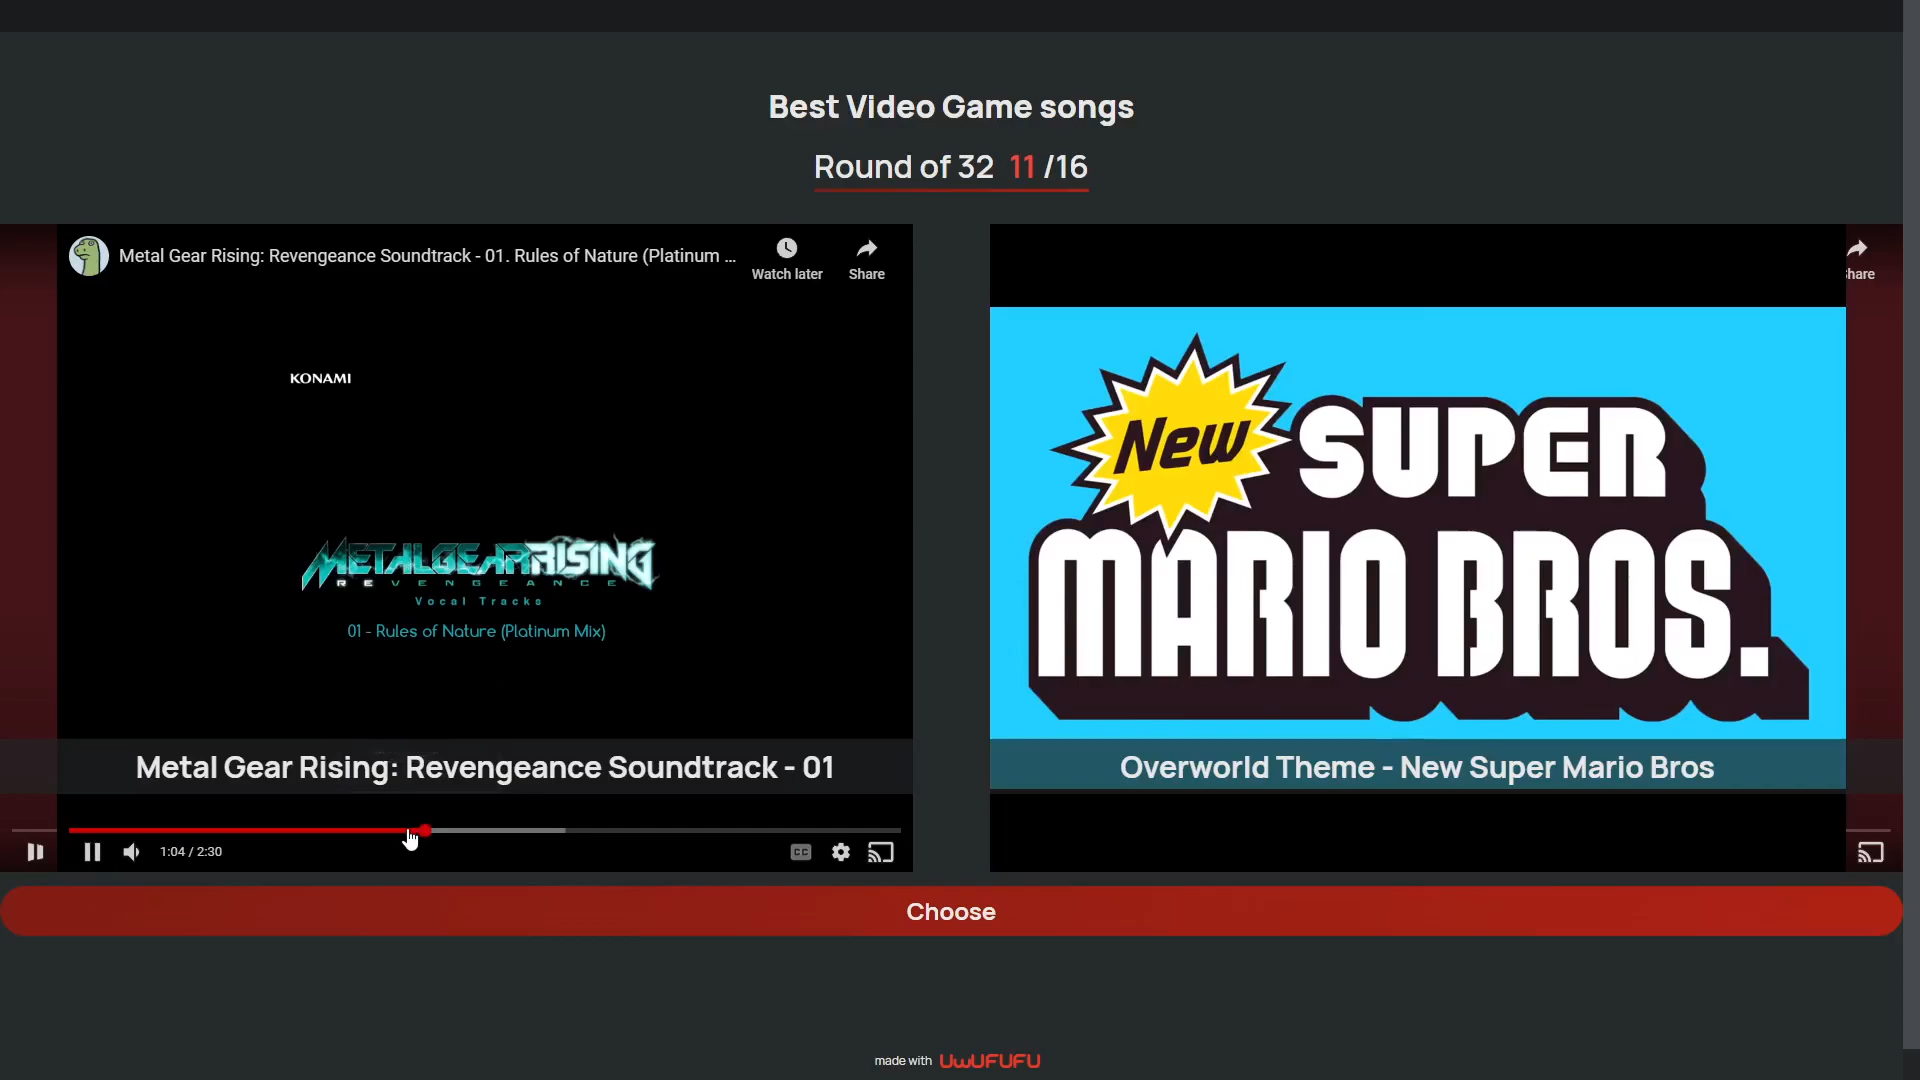 Best Video Game songs
Round of 32 11 /16
Metal Gear Rising: Revengeance Soundtrack - 01. Rules of Nature (Platinum ...
Watch later
Share
hare
KONAMI
METAL GEAR RISING
REVENGEANCE
Vocal Tracks
01 - Rules of Nature (Platinum Mix)
New SUPER
MARIO BROS.
Metal Gear Rising: Revengeance Soundtrack - 01
Overworld Theme - New Super Mario Bros
1:04 / 2:30
CC
Choose
made with UwUFUFU